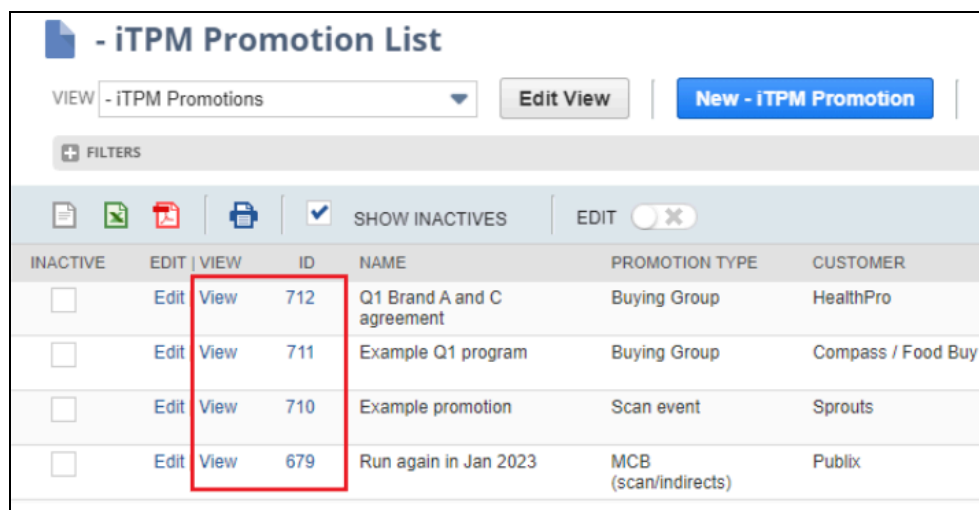 - iTPM Promotion List
VIEW - iTPM Promotions Edit View New - iTPM Promotion
FILTERS
SHOW INACTIVES EDIT
INACTIVE EDIT | VIEW ID NAME PROMOTION TYPE CUSTOMER
Edit | View 712 Q1 Brand A and C Buying Group HealthPro
agreement
Edit | View 711 Example Q1 program Buying Group Compass / Food Buy
Edit | View 710 Example promotion Scan event Sprouts
Edit | View 679 Run again in Jan 2023 MCB Publix
(scan/indirects)